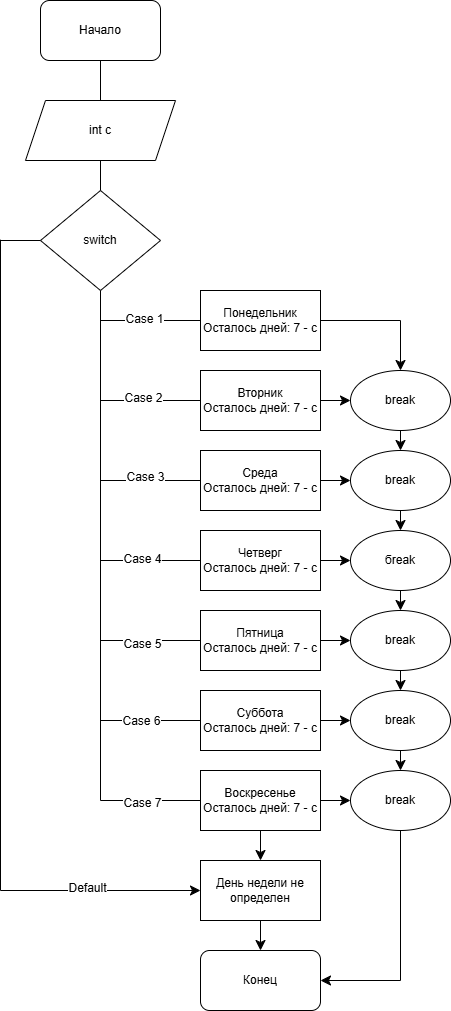 Начало
int c
switch
Case 1
Понедельник
Осталось дней: 7 - с
Case 2
Вторник
Осталось дней: 7 - с
break
Case 3
Среда
Осталось дней: 7 - с
break
Case 4
Четверг
Осталось дней: 7 - с
бreak
Case 5
Пятница
Осталось дней: 7 - с
break
Case 6
Суббота
Осталось дней: 7 - с
break
Case 7
Воскресенье
Осталось дней: 7 - с
break
Default
День недели не
определен
Конец